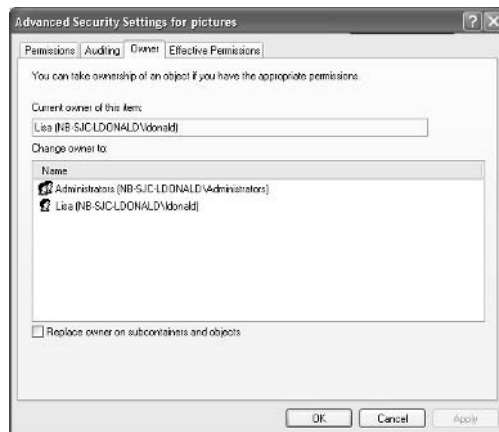 Advanced Security Settings for pictures
Permissions Auditing Owner Effective Permissions
You can take ownership of an object if you have the appropriate permissions.
Current owner of this item:
Lisa (NB-SJC-LDONALD\ldonald)
Change owner to:
Name
Administrators (NB-SJC-LDONALD\Administrators)
Lisa (NB-SJC-LDONALD\ldonald)
Replace owner on subcontainers and objects
OK Cancel Apply